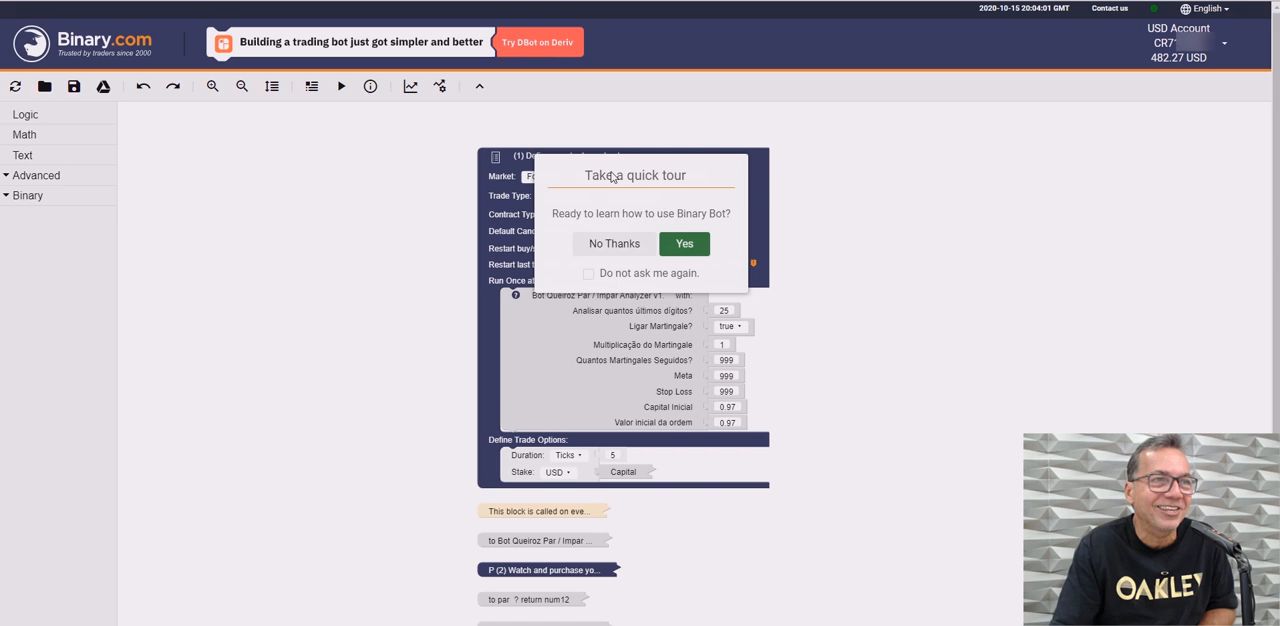 2020-10-15 20:04:01 GMT
Contact us
English
Binary.com
Trusted by traders since 2000
Building a trading bot just got simpler and better
Try DBot on Deriv
USD Account
CR7
482.27 USD
Logic
Math
Text
Advanced
Binary
(1)
Market:
Take a quick tour
Trade Type:
Contract Typ
Ready to learn how to use Binary Bot?
Default Can
Restart buy/s
No Thanks
Yes
Restart last t
Do not ask me again.
Run Once at
Bot Queiroz Par / Impar Analyzer v1. with:
Analisar quantos últimos dígitos? 25
Ligar Martingale? true
Multiplicação do Martingale 1
Quantos Martingales Seguidos? 999
Meta 999
Stop Loss 999
Capital Inicial 0.97
Valor inicial da ordem 0.97
Define Trade Options:
Duration: Ticks 5
Stake: USD Capital
This block is called on eve...
to Bot Queiroz Par / Impar ...
P (2) Watch and purchase yo...
to par ? return num12
OAKLEY